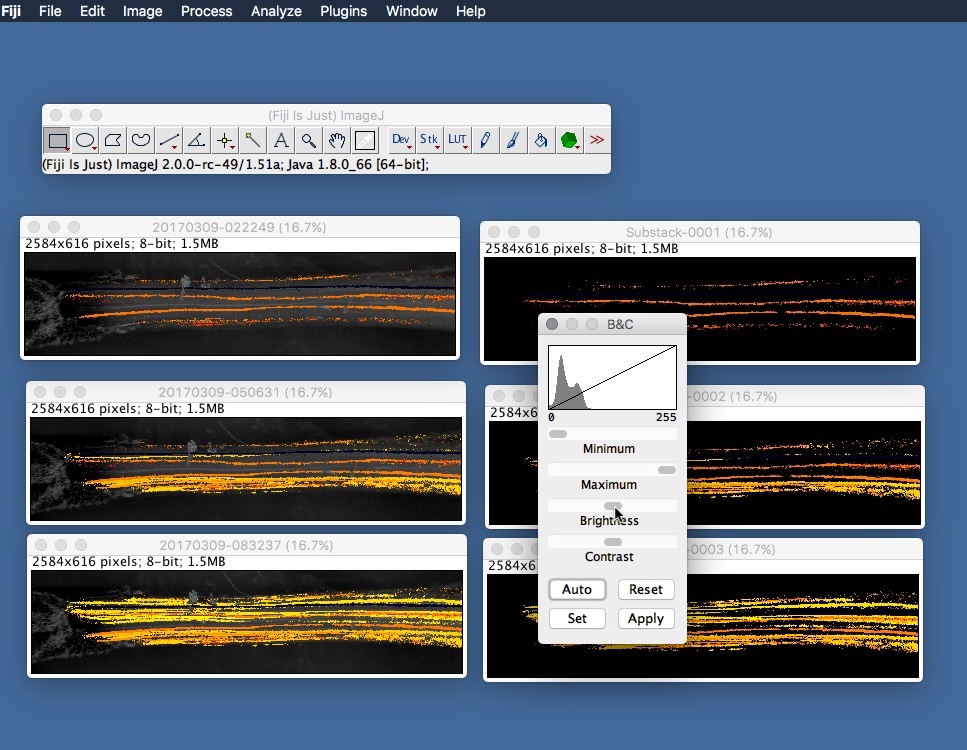 Fiji File Edit Image Process Analyze Plugins Window Help
(Fiji Is Just) ImageJ
Dev Stk LUT >>
(Fiji Is Just) ImageJ 2.0.0-rc-49/1.51a; Java 1.8.0_66 [64-bit];
20170309-022249 (16.7%)
2584x616 pixels; 8-bit; 1.5MB
Substack-0001 (16.7%)
2584x616 pixels; 8-bit; 1.5MB
B&C
0 255
Minimum
Maximum
Brightness
Contrast
Auto Reset
Set Apply
20170309-050631 (16.7%)
2584x616 pixels; 8-bit; 1.5MB
-0002 (16.7%)
2584x6
20170309-083237 (16.7%)
2584x616 pixels; 8-bit; 1.5MB
-0003 (16.7%)
2584x6